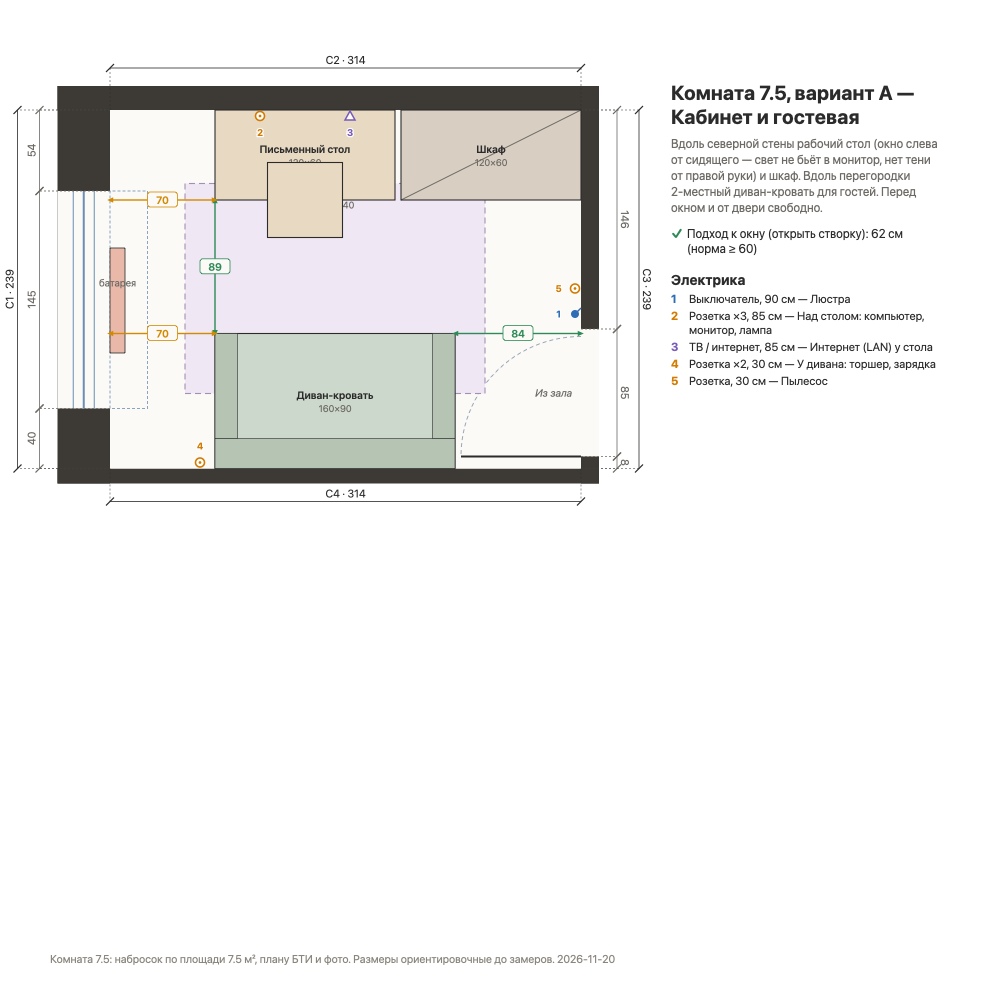 С2 · 314
Комната 7.5, вариант А —
Кабинет и гостевая
Вдоль северной стены рабочий стол (окно слева
от сидящего — свет не бьёт в монитор, нет тени
от правой руки) и шкаф. Вдоль перегородки
2-местный диван-кровать для гостей. Перед
окном и от двери свободно.
Подход к окну (открыть створку): 62 см
(норма ≥ 60)
Электрика
1 Выключатель, 90 см — Люстра
2 Розетка ×3, 85 см — Над столом: компьютер,
монитор, лампа
3 ТВ / интернет, 85 см — Интернет (LAN) у стола
4 Розетка ×2, 30 см — У дивана: торшер, зарядка
5 Розетка, 30 см — Пылесос
2
3
Письменный стол
Шкаф
120×60
40
54
70
146
89
С1 · 239
145
батарея
5
1
С3 · 239
70
84
Диван-кровать
160×90
Из зала
85
4
40
8
С4 · 314
Комната 7.5: набросок по площади 7.5 м², плану БТИ и фото. Размеры ориентировочные до замеров. 2026-11-20